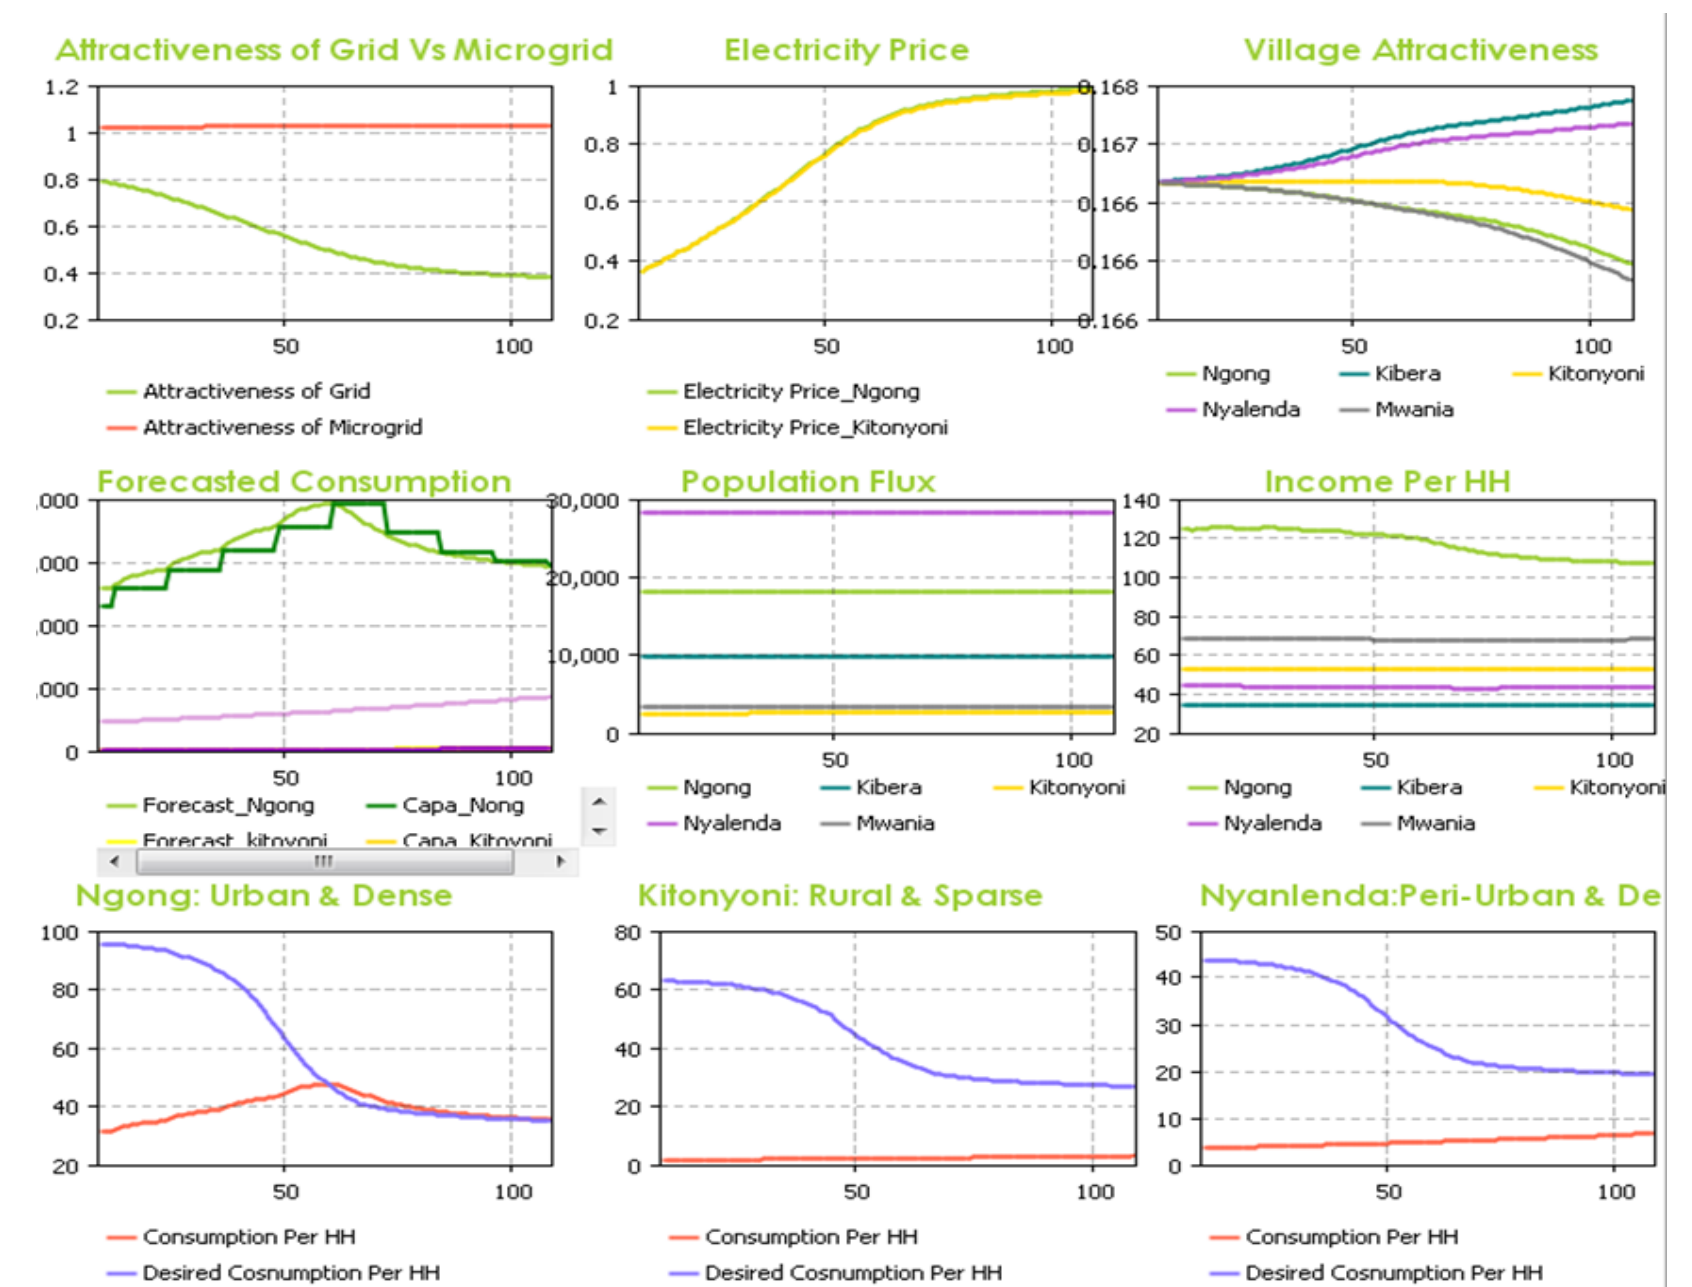 Attractiveness of Grid Vs Microgrid
1.2
1
0.8
0.6
0.4
0.2
50 100
Attractiveness of Grid
Attractiveness of Microgrid
Electricity Price
1
0.8
0.6
0.4
0.2
50 100
Electricity Price_Ngong
Electricity Price_Kitonyoni
Village Attractiveness
0.168
0.167
0.166
0.166
0.166
50 100
Ngong Kibera Kitonyoni
Nyalenda Mwania
Forecasted Consumption
,000
,000
,000
,000
0
50 100
Forecast_Ngong Capa_Nong
Forecast_kitoyoni Capa_Kitoyoni
Population Flux
30,000
20,000
10,000
0
50 100
Ngong Kibera Kitonyoni
Nyalenda Mwania
Income Per HH
140
120
100
80
60
40
20
50 100
Ngong Kibera Kitonyoni
Nyalenda Mwania
Ngong: Urban & Dense
100
80
60
40
20
50 100
Consumption Per HH
Desired Cosnumption Per HH
Kitonyoni: Rural & Sparse
80
60
40
20
0
50 100
Consumption Per HH
Desired Cosnumption Per HH
Nyanlenda:Peri-Urban & De
50
40
30
20
10
0
50 100
Consumption Per HH
Desired Cosnumption Per HH